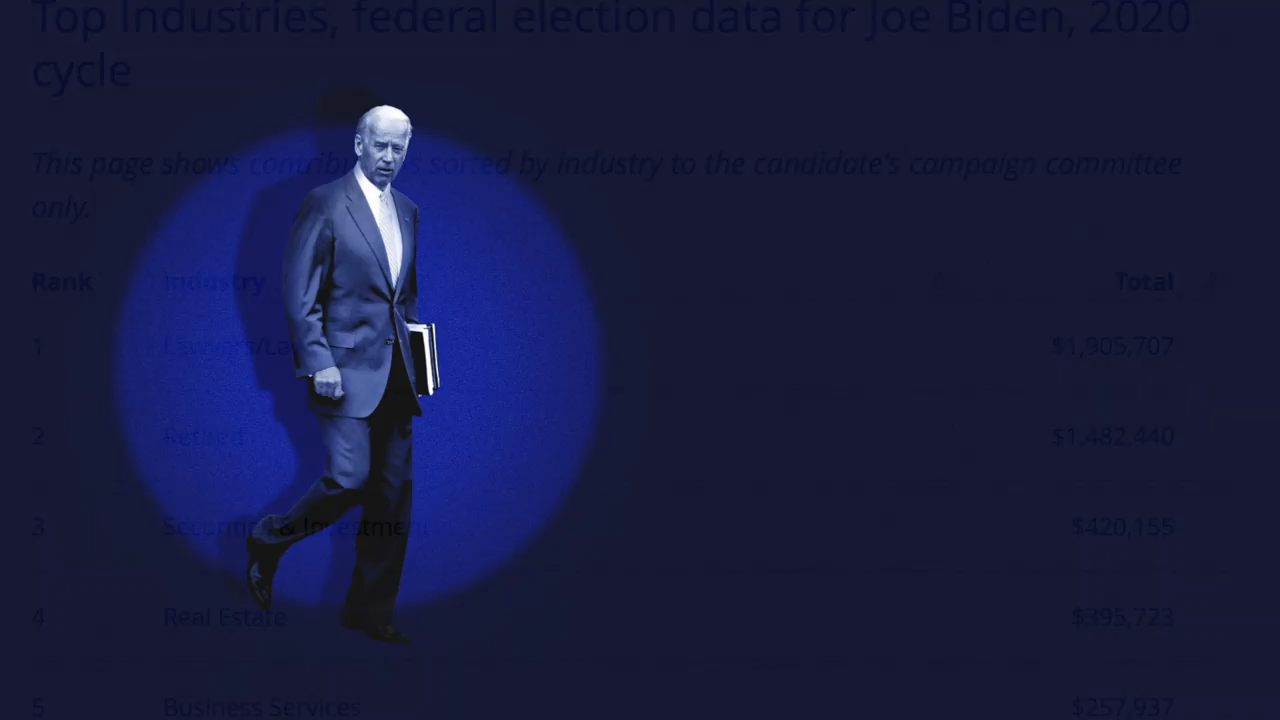 Top Industries, federal election data for Joe Biden, 2020
cycle
This page shows sorted by industry to the candidate's campaign committee
only.
Rank Industry Total
1 $1,905,707
2 Retired $1,482,440
3 & Investment $420,155
4 Real Estate $395,723
5 Business Services $257,937